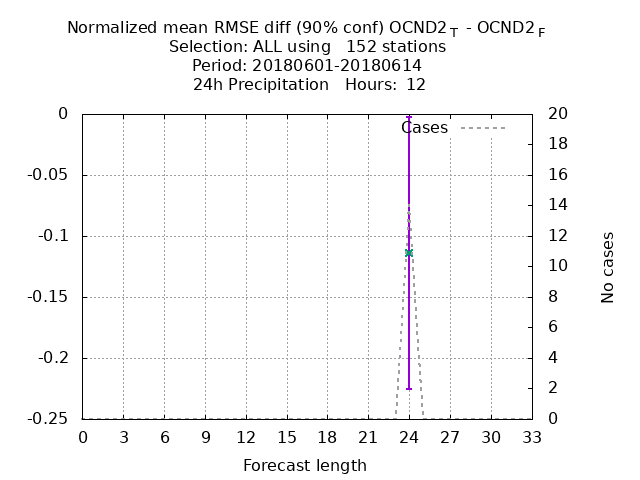 Normalized mean RMSE diff (90% conf) OCND2 T - OCND2 F
Selection: ALL using 152 stations
Period: 20180601-20180614
24h Precipitation Hours: 12
Cases
0
-0.05
-0.1
-0.15
-0.2
-0.25
20
18
16
14
12
10
8
6
4
2
0
No cases
0 3 6 9 12 15 18 21 24 27 30 33
Forecast length